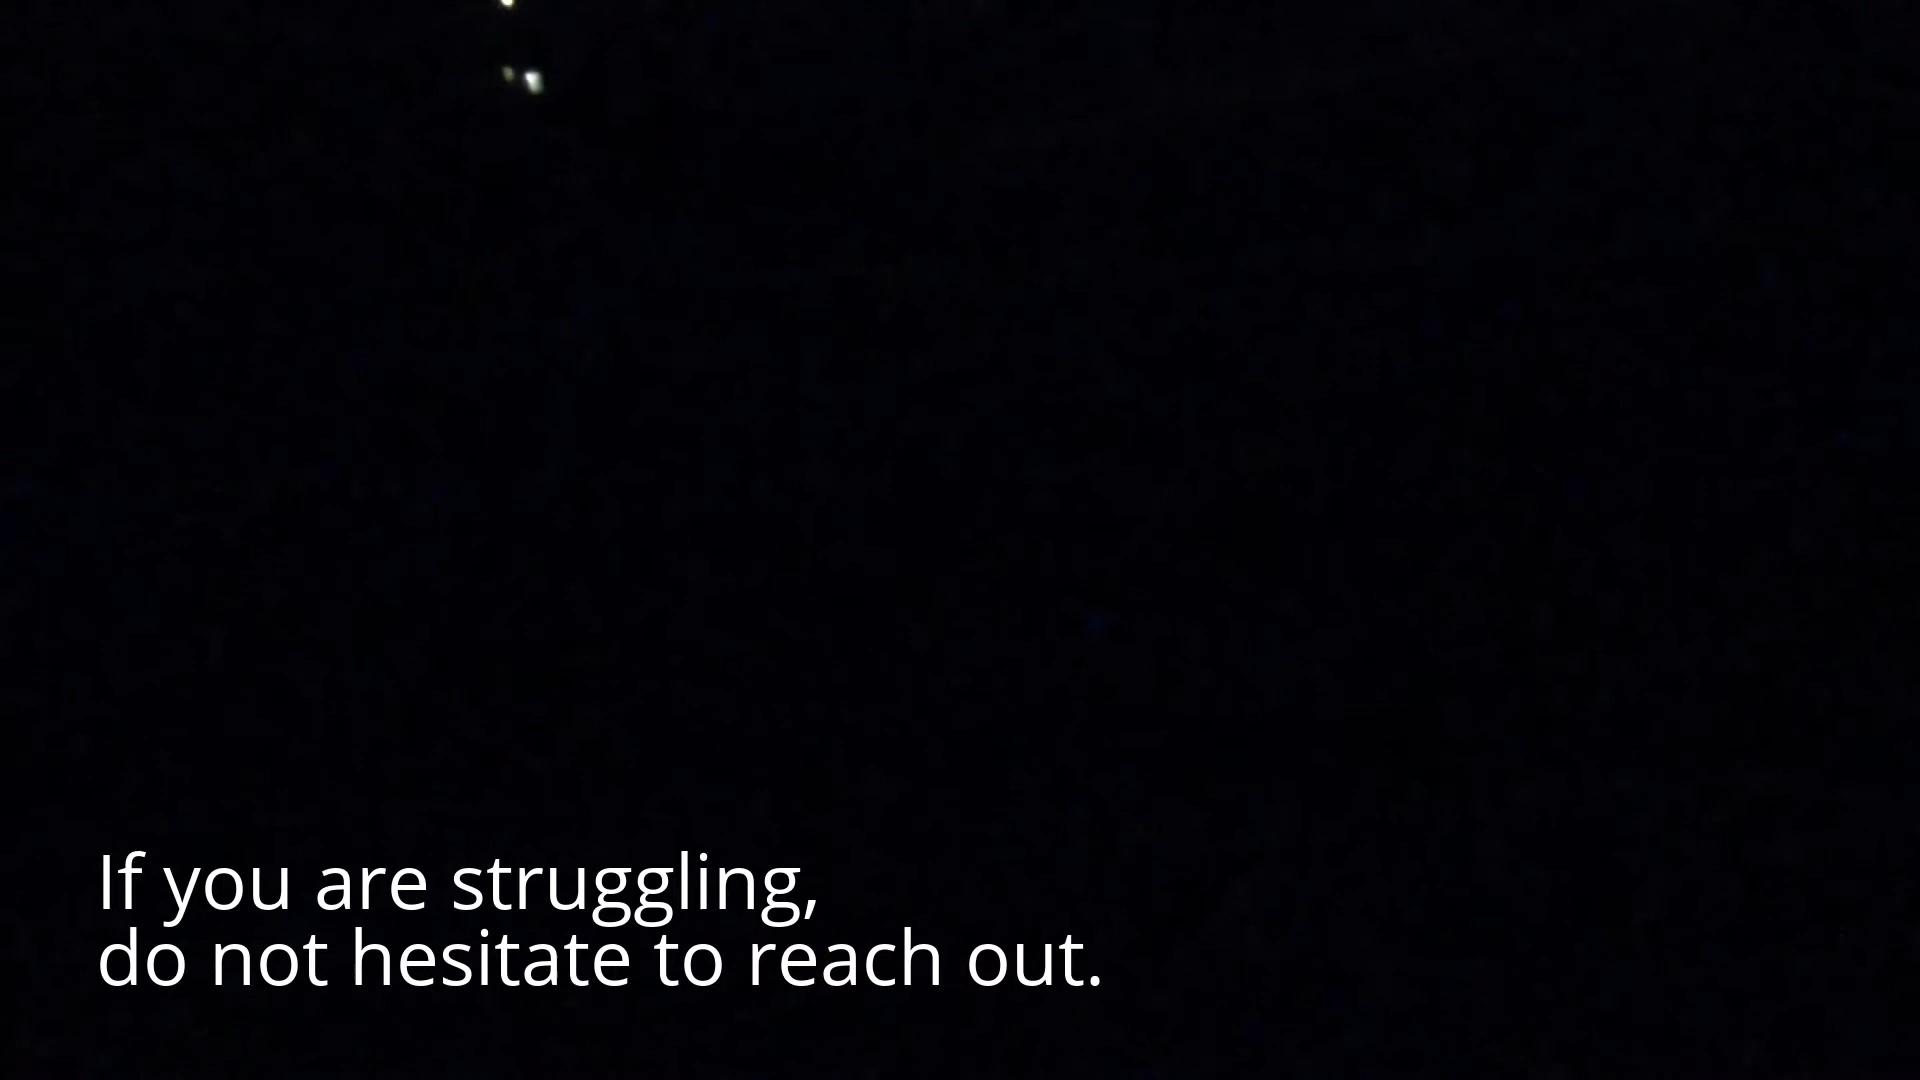 If you are struggling,
do not hesitate to reach out.